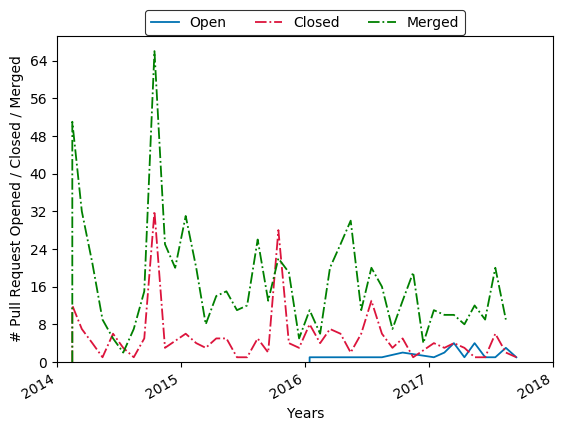 Open Closed Merged
# Pull Request Opened / Closed / Merged
64
56
48
40
32
24
16
8
0
2014 2015 2016 2017 2018
Years